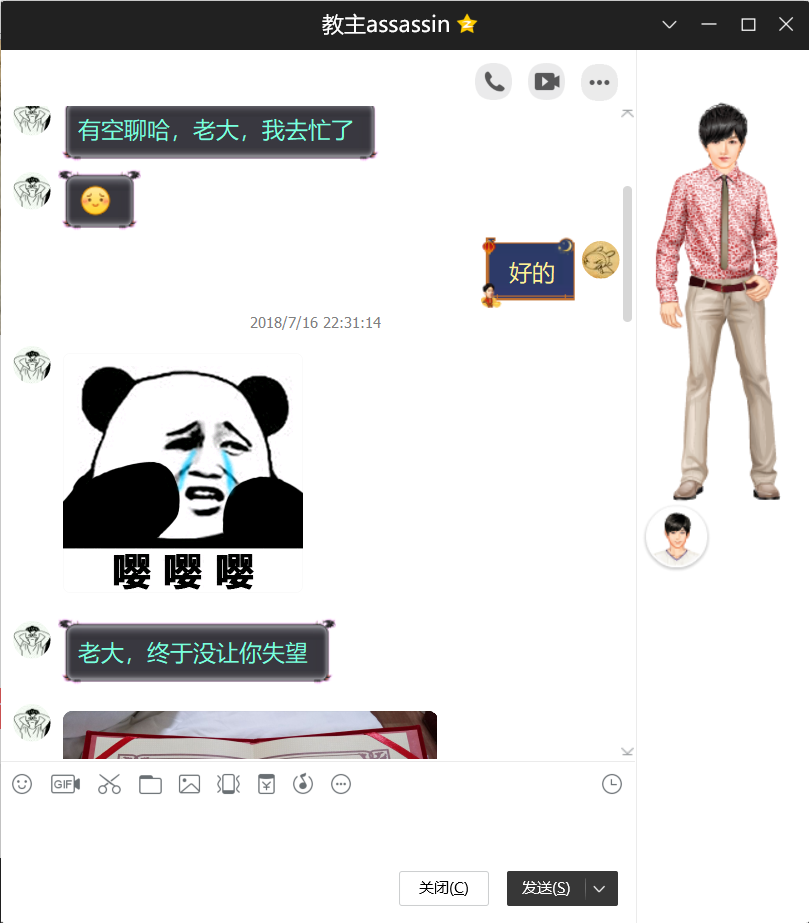 教主assassin
有空聊哈，老大，我去忙了
好的
2018/7/16 22:31:14
嘤 嘤 嘤
老大，终于没让你失望
GIF
关闭(C)
发送(S)